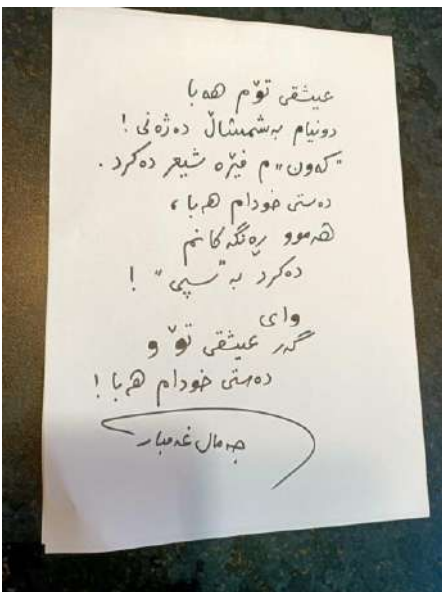 عیشقی تۆم هەبا
دونیام بەشمشاڵ دەژەنی!
"کەون"م فێرە شیعر دەکرد.
دەستی خودام هەبا،
هەموو ڕەنگەکانم
دەکرد بە "سپی"!
وای
گەر عیشقی تۆ و
دەستی خودام هەبا!
جەمال غەمبار